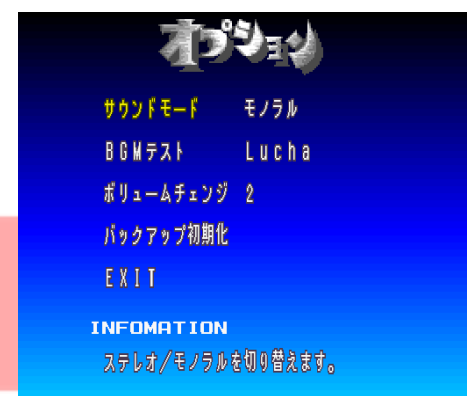 オプション
サウンドモード モノラル
BGMテスト Lucha
ボリュームチェンジ 2
バックアップ初期化
EXIT
INFOMATION
ステレオ/モノラルを切り替えます。